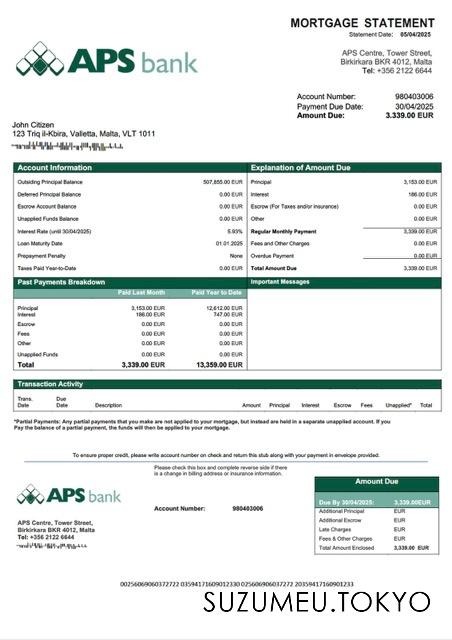 MORTGAGE STATEMENT
Statement Date: 05/04/2025
APS bank
APS Centre, Tower Street,
Birkirkara BKR 4012, Malta
Tel: +356 2122 6644
Account Number: 980403006
Payment Due Date: 30/04/2025
Amount Due: 3.339.00 EUR
John Citizen
123 Triq il-Kbira, Valletta, Malta, VLT 1011
Account Information
Outsiding Principal Balance 507,855.00 EUR
Deferred Principal Balance 0.00 EUR
Escrow Account Balance 0.00 EUR
Unapplied Funds Balance 0.00 EUR
Interest Rate (until 30/04/2025) 5.93%
Loan Maturity Date 01.01.2025
Prepayment Penalty None
Taxes Paid Year-to-Date 0.00 EUR
Explanation of Amount Due
Principal 3,153.00 EUR
Interest 186.00 EUR
Escrow (For Taxes and/or insurance) 0.00 EUR
Other 0.00 EUR
Regular Monthly Payment 3,339.00 EUR
Fees and Other Charges 0.00 EUR
Overdue Payment 0.00 EUR
Total Amount Due 3,339.00 EUR
Past Payments Breakdown
Paid Last Month Paid Year to Date
Principal 3,153.00 EUR 12,612.00 EUR
Interest 186.00 EUR 747.00 EUR
Escrow 0.00 EUR 0.00 EUR
Fees 0.00 EUR 0.00 EUR
Other 0.00 EUR 0.00 EUR
Unapplied Funds 0.00 EUR 0.00 EUR
Total 3,339.00 EUR 13,359.00 EUR
Important Messages
Transaction Activity
Trans. Date Due Date Description Amount Principal Interest Escrow Fees Unapplied* Total
*Partial Payments: Any partial payments that you make are not applied to your mortgage, but instead are held in a separate unapplied account. If you
Pay the balance of a partial payment, the funds will then be applied to your mortgage.
To ensure proper credit, please write account number on check and return this stub along with your payment in envelope provided.
Please check this box and complete reverse side if there
is a change in billing address or insurance information.
APS bank
Account Number: 980403006
APS Centre, Tower Street,
Birkirkara BKR 4012, Malta
Tel: +356 2122 6644
Amount Due
Due By 30/04/2025: 3,339.00EUR
Additional Principal EUR
Additional Escrow EUR
Late Charges EUR
Fees & Other Charges EUR
Total Amount Enclosed 3,339.00 EUR
00256069060372722 03594171609012330 02560690603727​22 20359417160901233
SUZUMEU.TOKYO